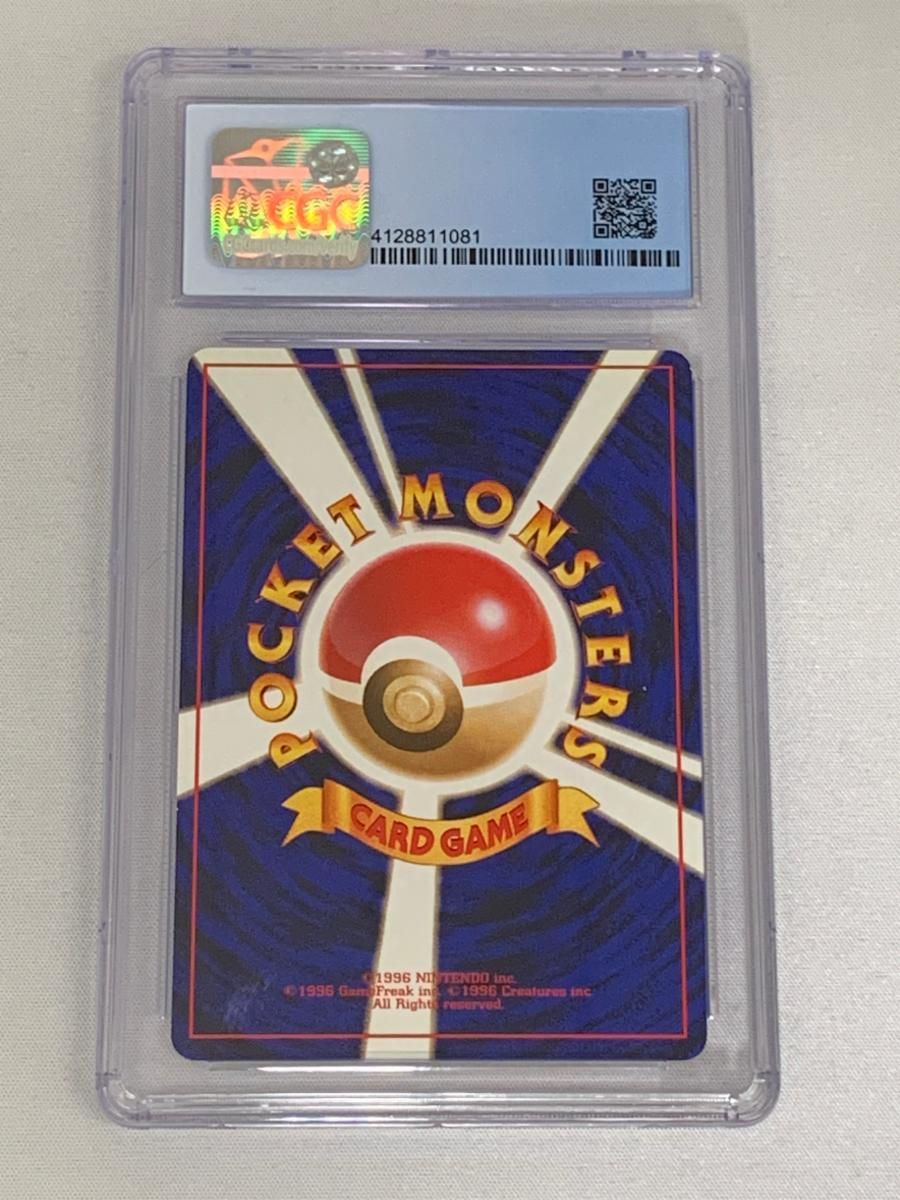 CGC
4128811081
POCKET MONSTERS
CARD GAME
©1996 NINTENDO inc.
©1996 GameFreak inc. ©1996 Creatures inc.
All Rights reserved.